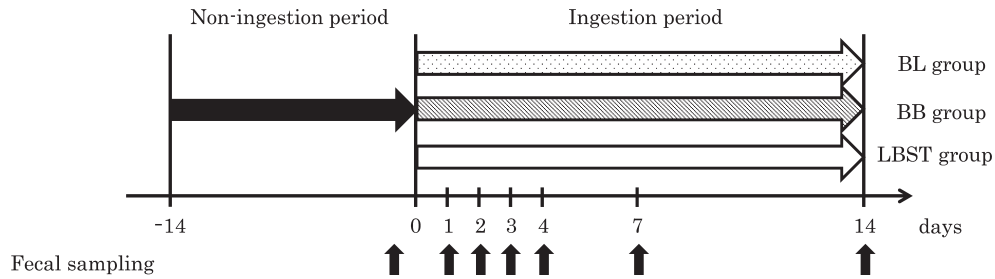 Non-ingestion period
Ingestion period
BL group
BB group
LBST group
-14 0 1 2 3 4 7 14 days
Fecal sampling